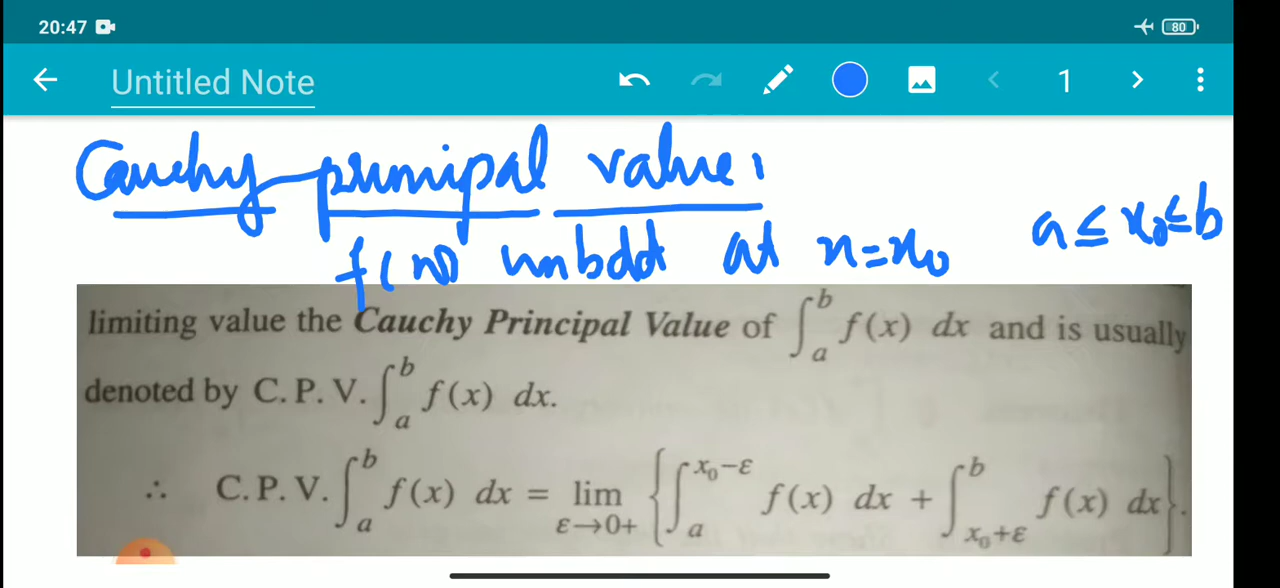 20:47
80
Untitled Note
1
Cauchy principal value:
f(x) unbdd at x=x₀ a ≤ x₀ ≤ b
limiting value the Cauchy Principal Value of ∫ₐᵇ f(x) dx and is usually
denoted by C. P. V. ∫ₐᵇ f(x) dx.
∴ C. P. V. ∫ₐᵇ f(x) dx = lim_{ε→0+} { ∫ₐ^{x₀−ε} f(x) dx + ∫_{x₀+ε}^b f(x) dx }.